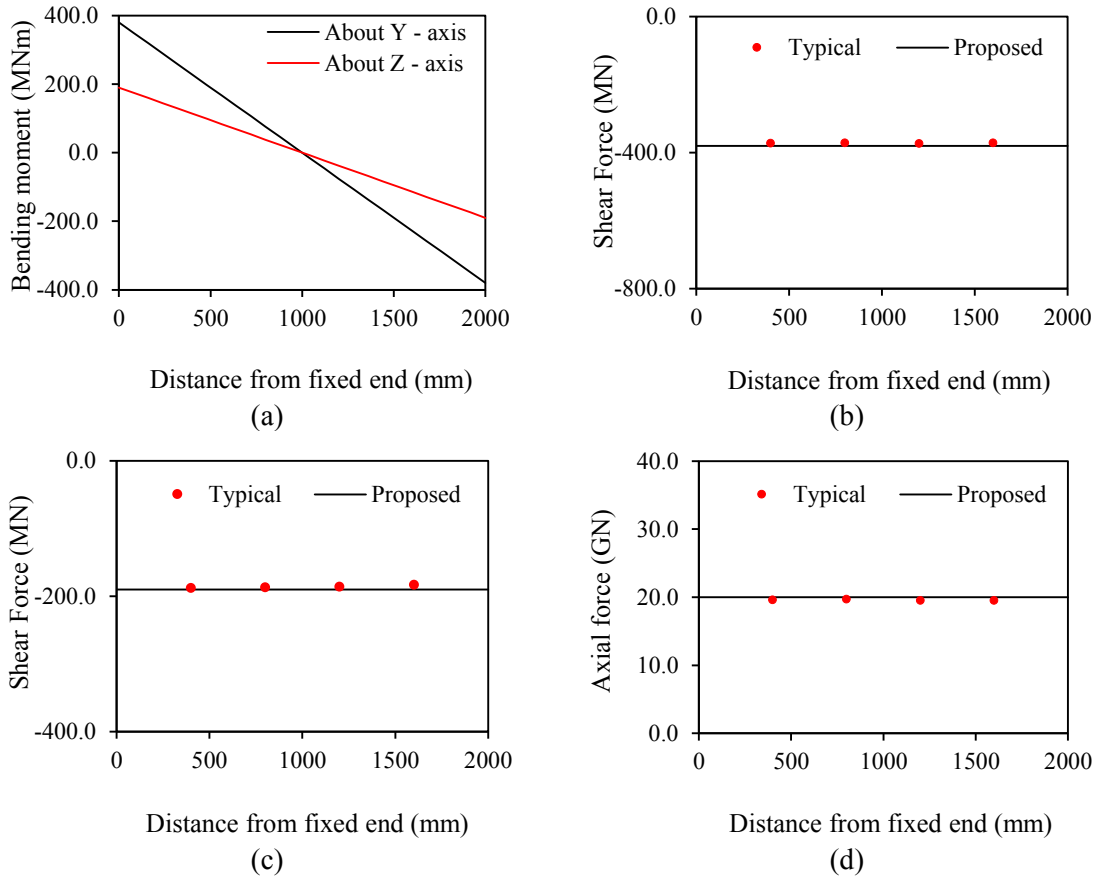 400.0
200.0
0.0
-200.0
-400.0
Bending moment (MNm)
About Y - axis
About Z - axis
0
500
1000
1500
2000
Distance from fixed end (mm)
(a)
0.0
-400.0
-800.0
Shear Force (MN)
Typical
Proposed
0
500
1000
1500
2000
Distance from fixed end (mm)
(b)
0.0
-200.0
-400.0
Shear Force (MN)
Typical
Proposed
0
500
1000
1500
2000
Distance from fixed end (mm)
(c)
40.0
30.0
20.0
10.0
0.0
Axial force (GN)
Typical
Proposed
0
500
1000
1500
2000
Distance from fixed end (mm)
(d)